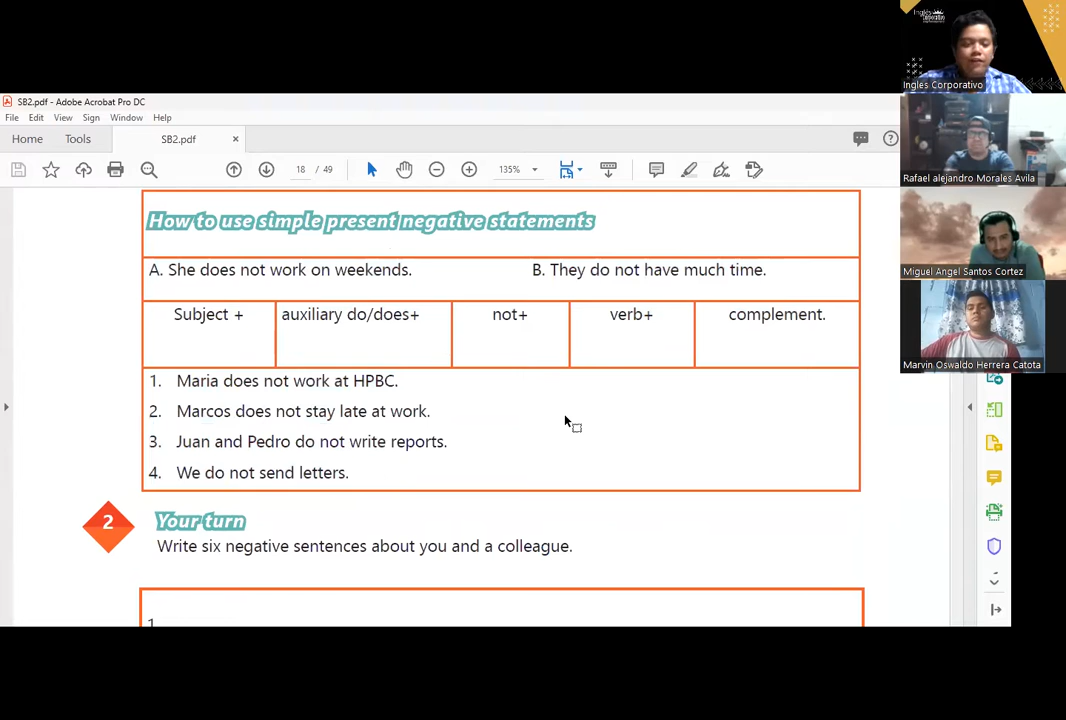 SB2.pdf - Adobe Acrobat Pro DC
File Edit View Sign Window Help
Home Tools SB2.pdf ×
18 / 49 135%
How to use simple present negative statements
A. She does not work on weekends. B. They do not have much time.
Subject + auxiliary do/does+ not+ verb+ complement.
1. Maria does not work at HPBC.
2. Marcos does not stay late at work.
3. Juan and Pedro do not write reports.
4. We do not send letters.
2 Your turn
Write six negative sentences about you and a colleague.
1.
Inglés
Corporativo
Ingles Corporativo
Rafael alejandro Morales Avila
Miguel Angel Santos Cortez
Marvin Oswaldo Herrera Catota